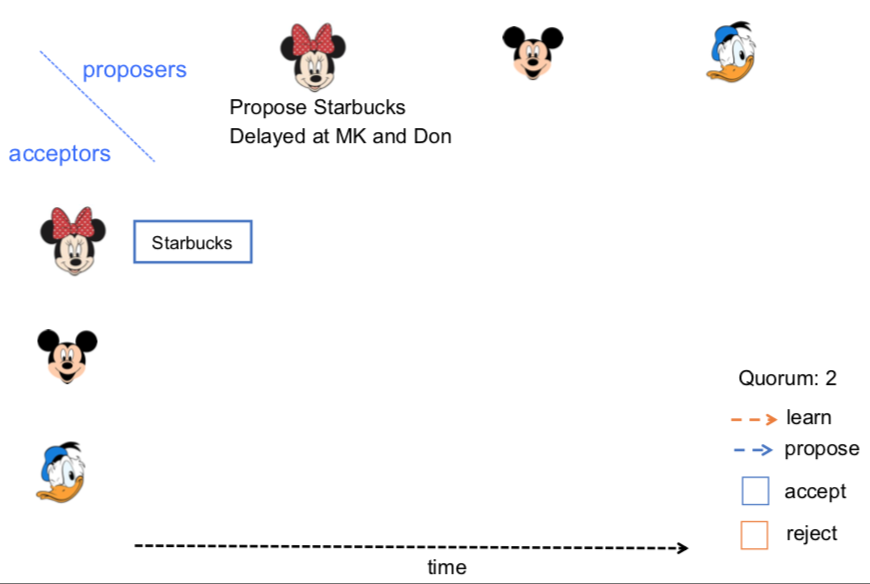 proposers
acceptors
Propose Starbucks
Delayed at MK and Don
Starbucks
Quorum: 2
learn
propose
accept
reject
time